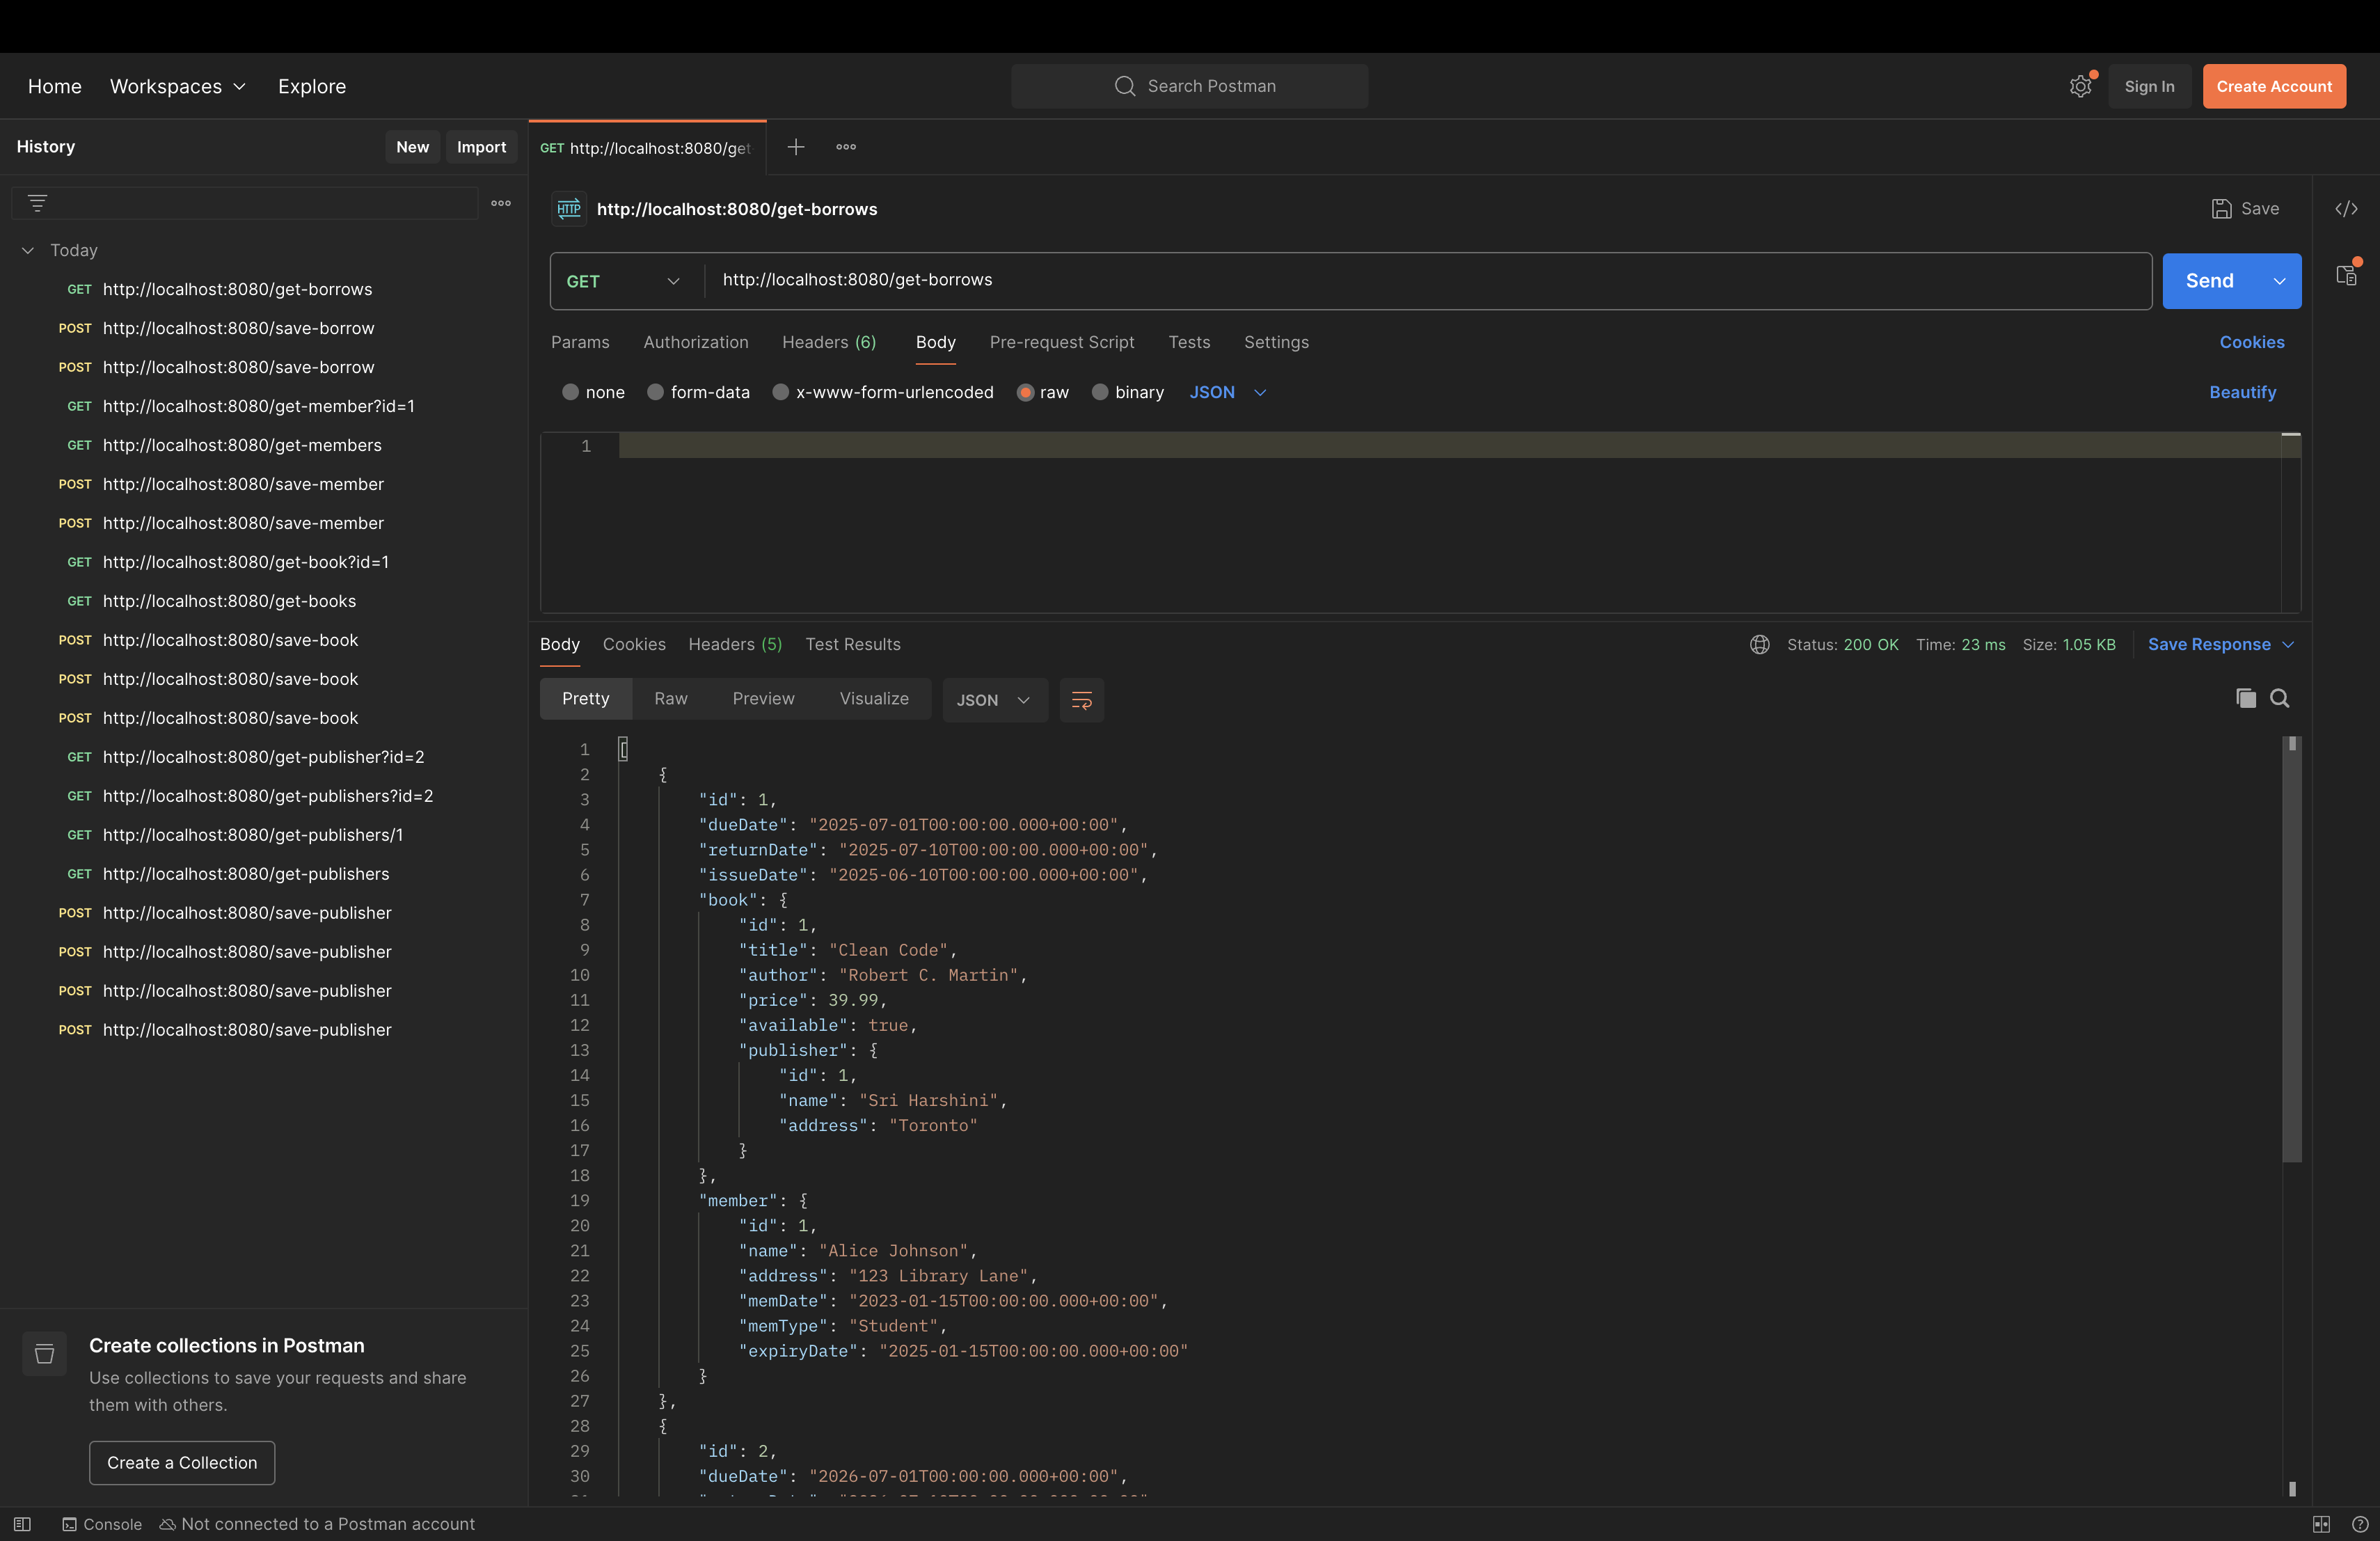 Home Workspaces Explore Search Postman Sign In Create Account
History New Import
GET http://localhost:8080/get
Today
GET http://localhost:8080/get-borrows
POST http://localhost:8080/save-borrow
POST http://localhost:8080/save-borrow
GET http://localhost:8080/get-member?id=1
GET http://localhost:8080/get-members
POST http://localhost:8080/save-member
POST http://localhost:8080/save-member
GET http://localhost:8080/get-book?id=1
GET http://localhost:8080/get-books
POST http://localhost:8080/save-book
POST http://localhost:8080/save-book
POST http://localhost:8080/save-book
GET http://localhost:8080/get-publisher?id=2
GET http://localhost:8080/get-publishers?id=2
GET http://localhost:8080/get-publishers/1
GET http://localhost:8080/get-publishers
POST http://localhost:8080/save-publisher
POST http://localhost:8080/save-publisher
POST http://localhost:8080/save-publisher
POST http://localhost:8080/save-publisher
Create collections in Postman
Use collections to save your requests and share
them with others.
Create a Collection
HTTP http://localhost:8080/get-borrows Save
GET http://localhost:8080/get-borrows Send
Params Authorization Headers (6) Body Pre-request Script Tests Settings Cookies
none form-data x-www-form-urlencoded raw binary JSON Beautify
1
Body Cookies Headers (5) Test Results Status: 200 OK Time: 23 ms Size: 1.05 KB Save Response
Pretty Raw Preview Visualize JSON
1 [
2 {
3 "id": 1,
4 "dueDate": "2025-07-01T00:00:00.000+00:00",
5 "returnDate": "2025-07-10T00:00:00.000+00:00",
6 "issueDate": "2025-06-10T00:00:00.000+00:00",
7 "book": {
8 "id": 1,
9 "title": "Clean Code",
10 "author": "Robert C. Martin",
11 "price": 39.99,
12 "available": true,
13 "publisher": {
14 "id": 1,
15 "name": "Sri Harshini",
16 "address": "Toronto"
17 }
18 },
19 "member": {
20 "id": 1,
21 "name": "Alice Johnson",
22 "address": "123 Library Lane",
23 "memDate": "2023-01-15T00:00:00.000+00:00",
24 "memType": "Student",
25 "expiryDate": "2025-01-15T00:00:00.000+00:00"
26 }
27 },
28 {
29 "id": 2,
30 "dueDate": "2026-07-01T00:00:00.000+00:00",
Console Not connected to a Postman account